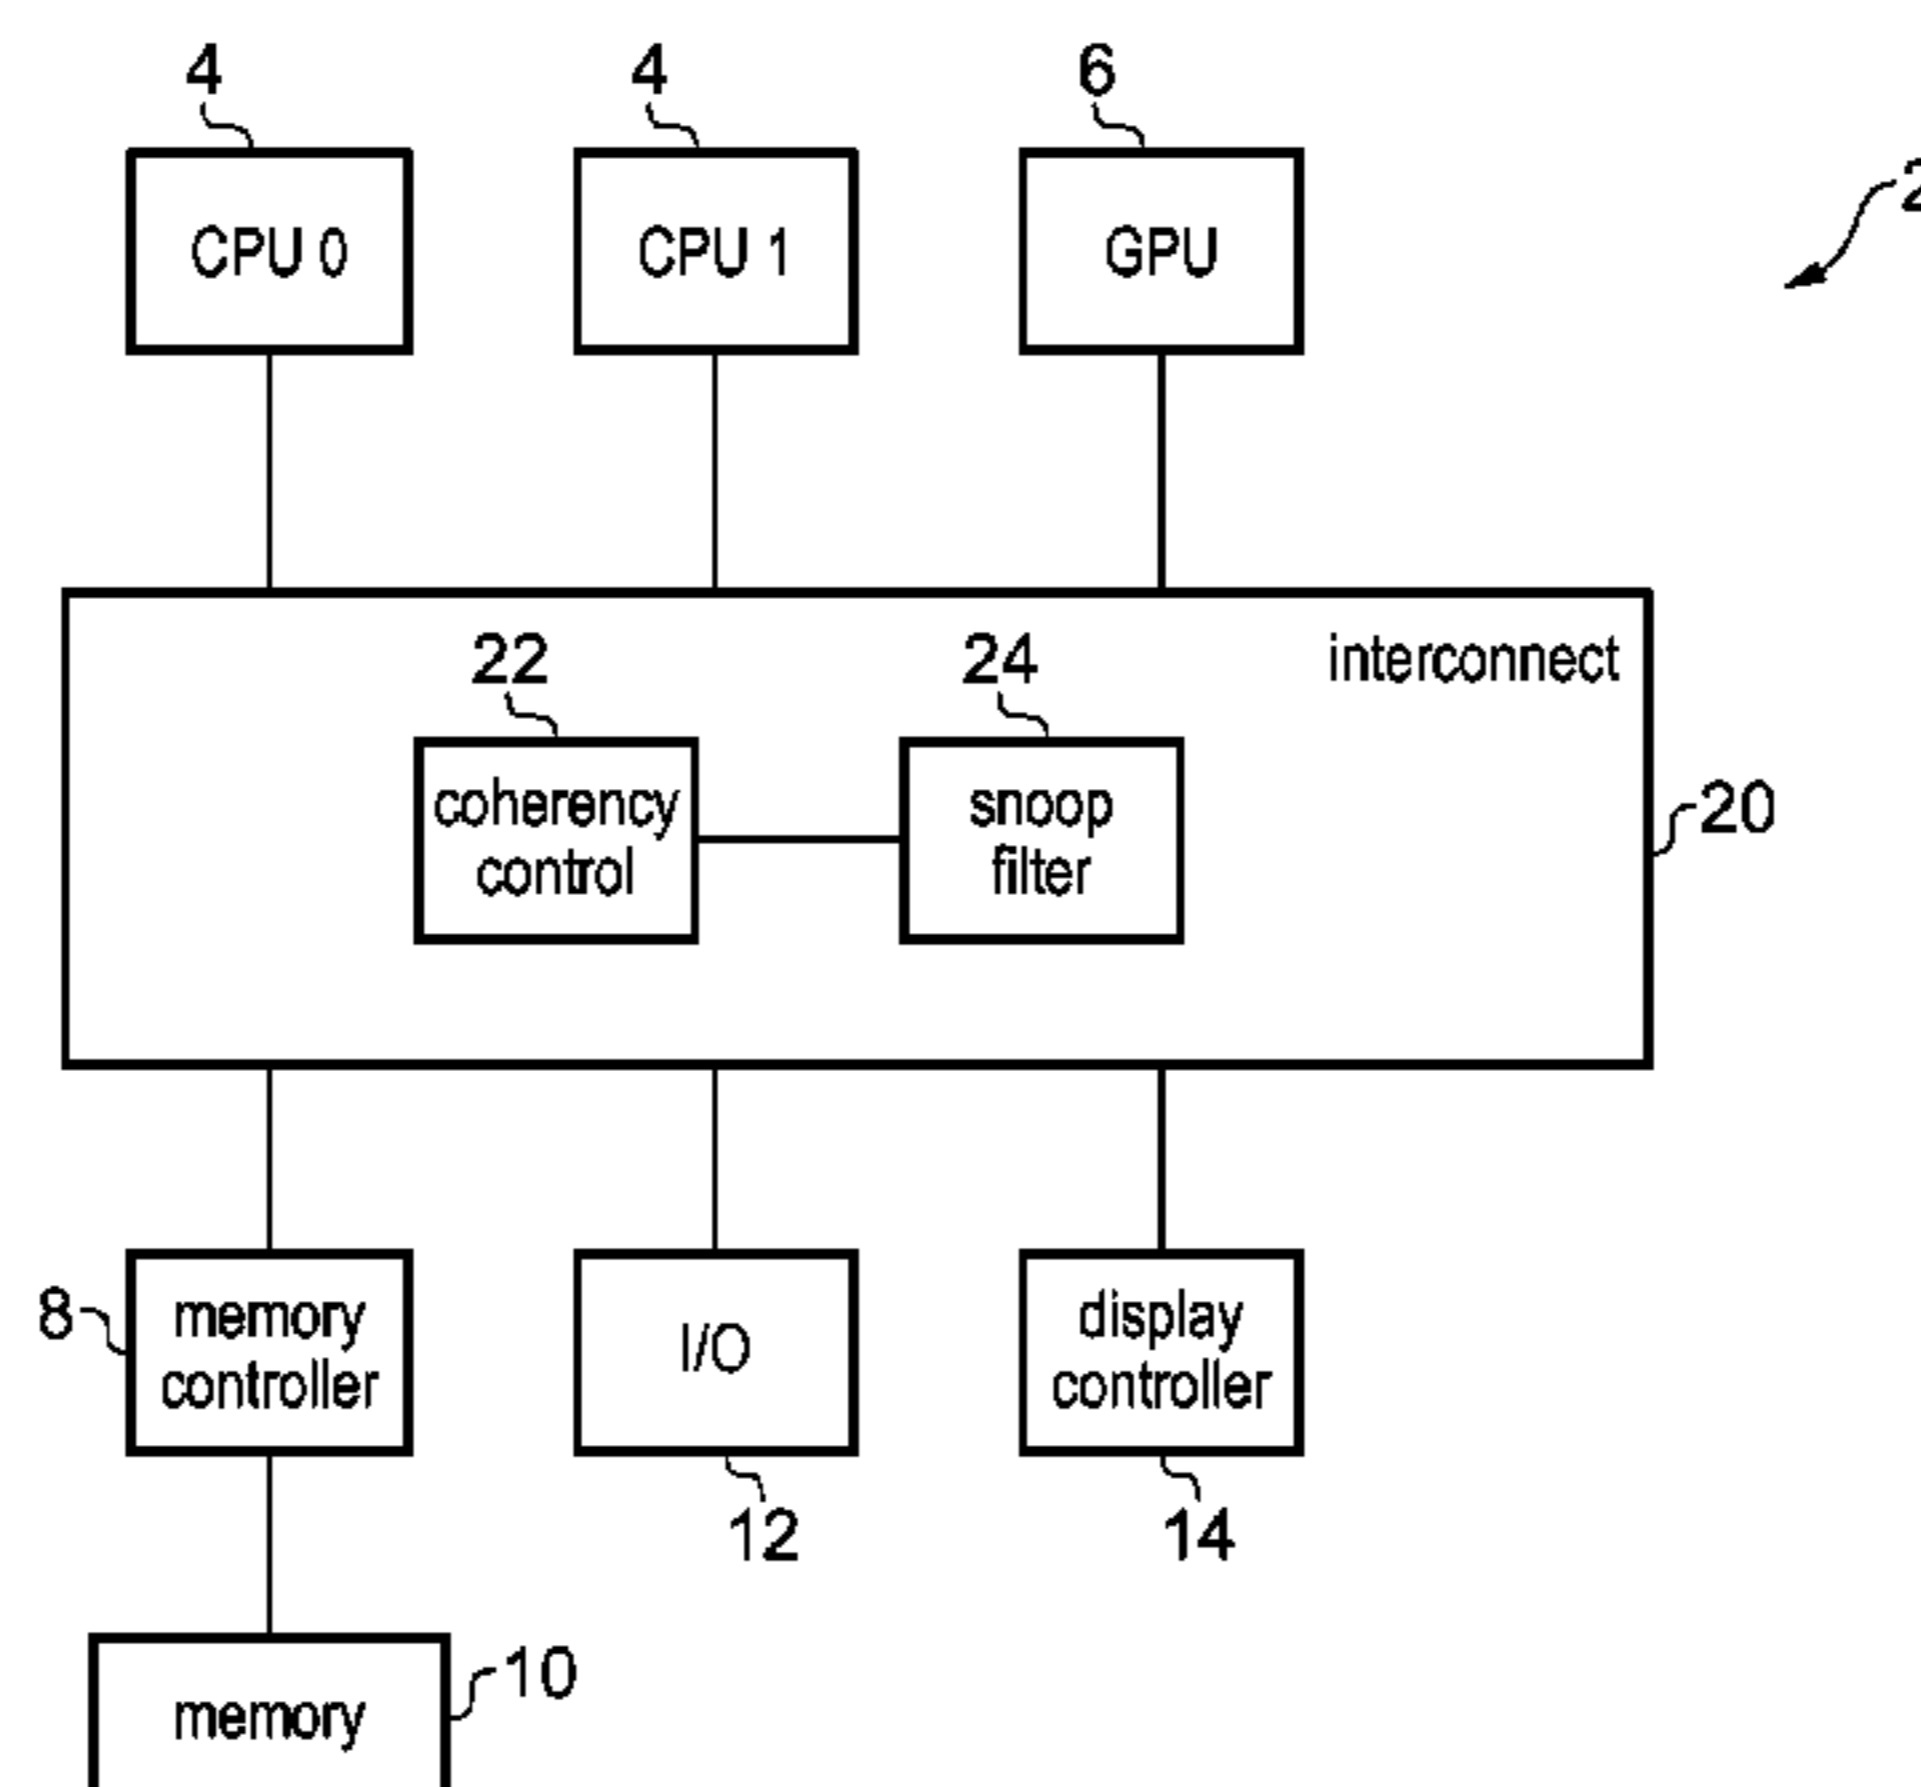 4
4
6
CPU 0
CPU 1
GPU
2
interconnect
22
24
coherency
control
snoop
filter
20
8
memory
controller
I/O
display
controller
12
14
10
memory